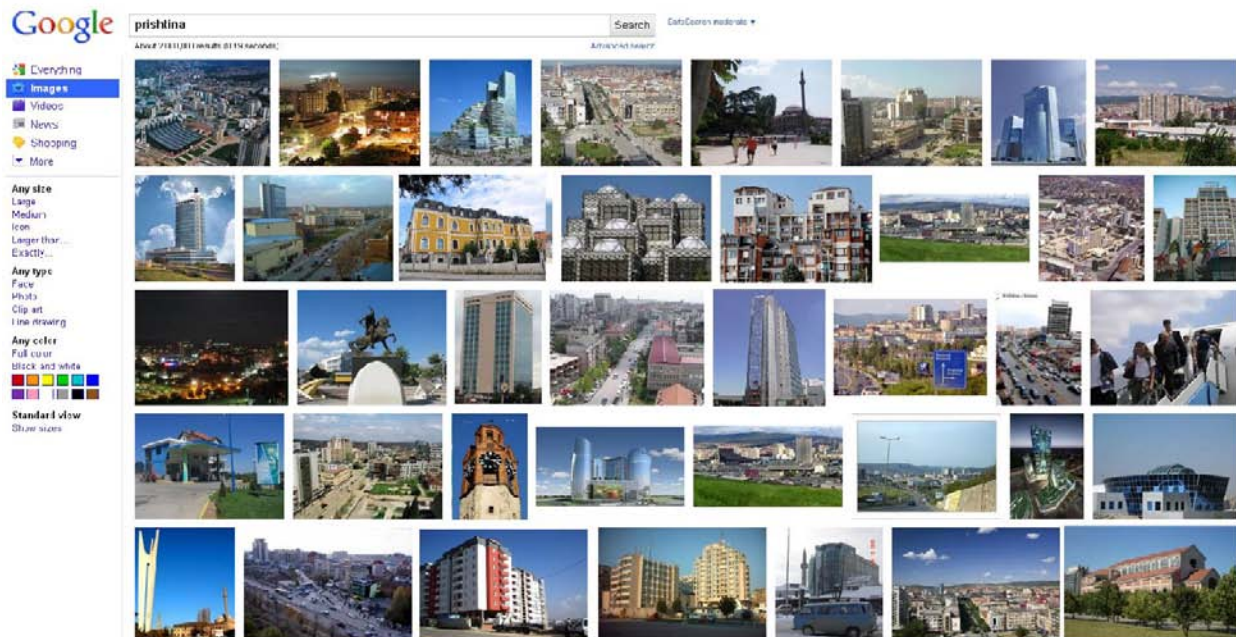 Google
prishtina
Search
SafeSearch moderate ▼
Advanced search
Everything
Images
Videos
News
Shopping
More
Any size
Large
Medium
Icon
Larger than...
Exactly...
Any type
Face
Photo
Clip art
Line drawing
Any color
Full color
Black and white
Standard view
Show sizes